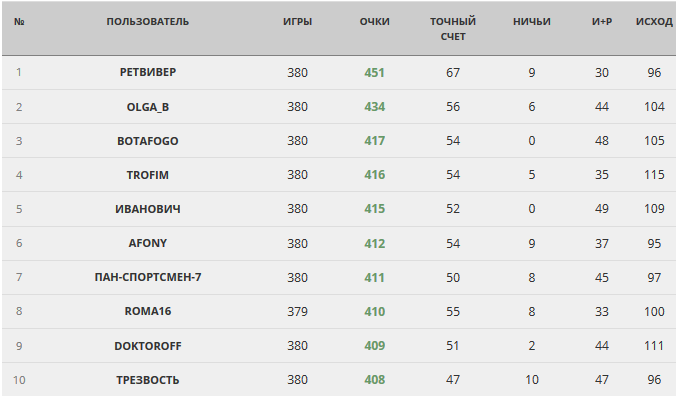 № ПОЛЬЗОВАТЕЛЬ ИГРЫ ОЧКИ ТОЧНЫЙ НИЧЬИ И+Р ИСХОД
СЧЕТ
1 РЕТВИВЕР 380 451 67 9 30 96
2 OLGA_B 380 434 56 6 44 104
3 BOTAFOGO 380 417 54 0 48 105
4 TROFIM 380 416 54 5 35 115
5 ИВАНОВИЧ 380 415 52 0 49 109
6 AFONY 380 412 54 9 37 95
7 ПАН-СПОРТСМЕН-7 380 411 50 8 45 97
8 ROMA16 379 410 55 8 33 100
9 DOKTOROFF 380 409 51 2 44 111
10 ТРЕЗВОСТЬ 380 408 47 10 47 96